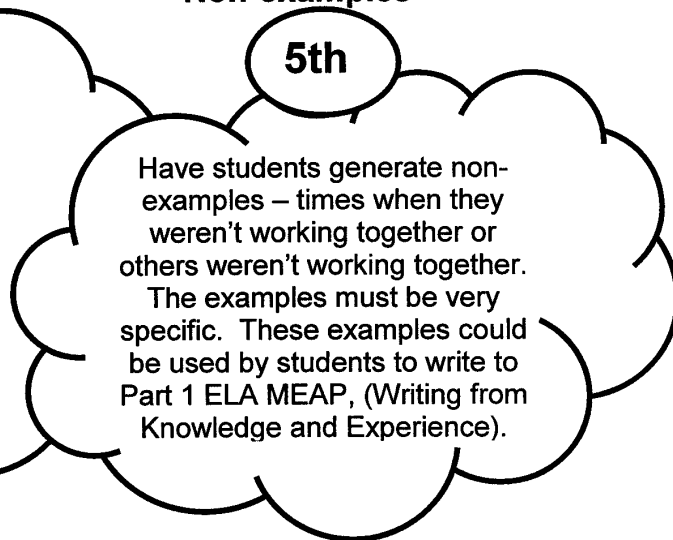 Non-examples
5th
Have students generate non-
examples – times when they
weren't working together or
others weren't working together.
The examples must be very
specific. These examples could
be used by students to write to
Part 1 ELA MEAP, (Writing from
Knowledge and Experience).